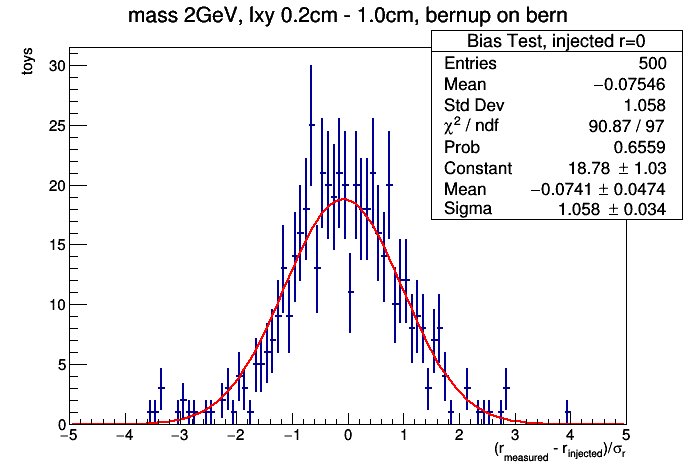 mass 2GeV, lxy 0.2cm - 1.0cm, bernup on bern
Bias Test, injected r=0
Entries 500
Mean −0.07546
Std Dev 1.058
χ² / ndf 90.87 / 97
Prob 0.6559
Constant 18.78 ± 1.03
Mean −0.0741 ± 0.0474
Sigma 1.058 ± 0.034
toys
30
25
20
15
10
5
0
−5 −4 −3 −2 −1 0 1 2 3 4 5
(r_measured - r_injected)/σ_r